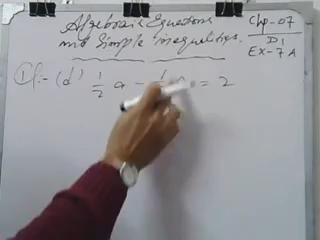 Algebraic Equations Chp-07
and Simple Inequalities. D1
EX-7A
① Q:- (d) 1/2 a - = 2